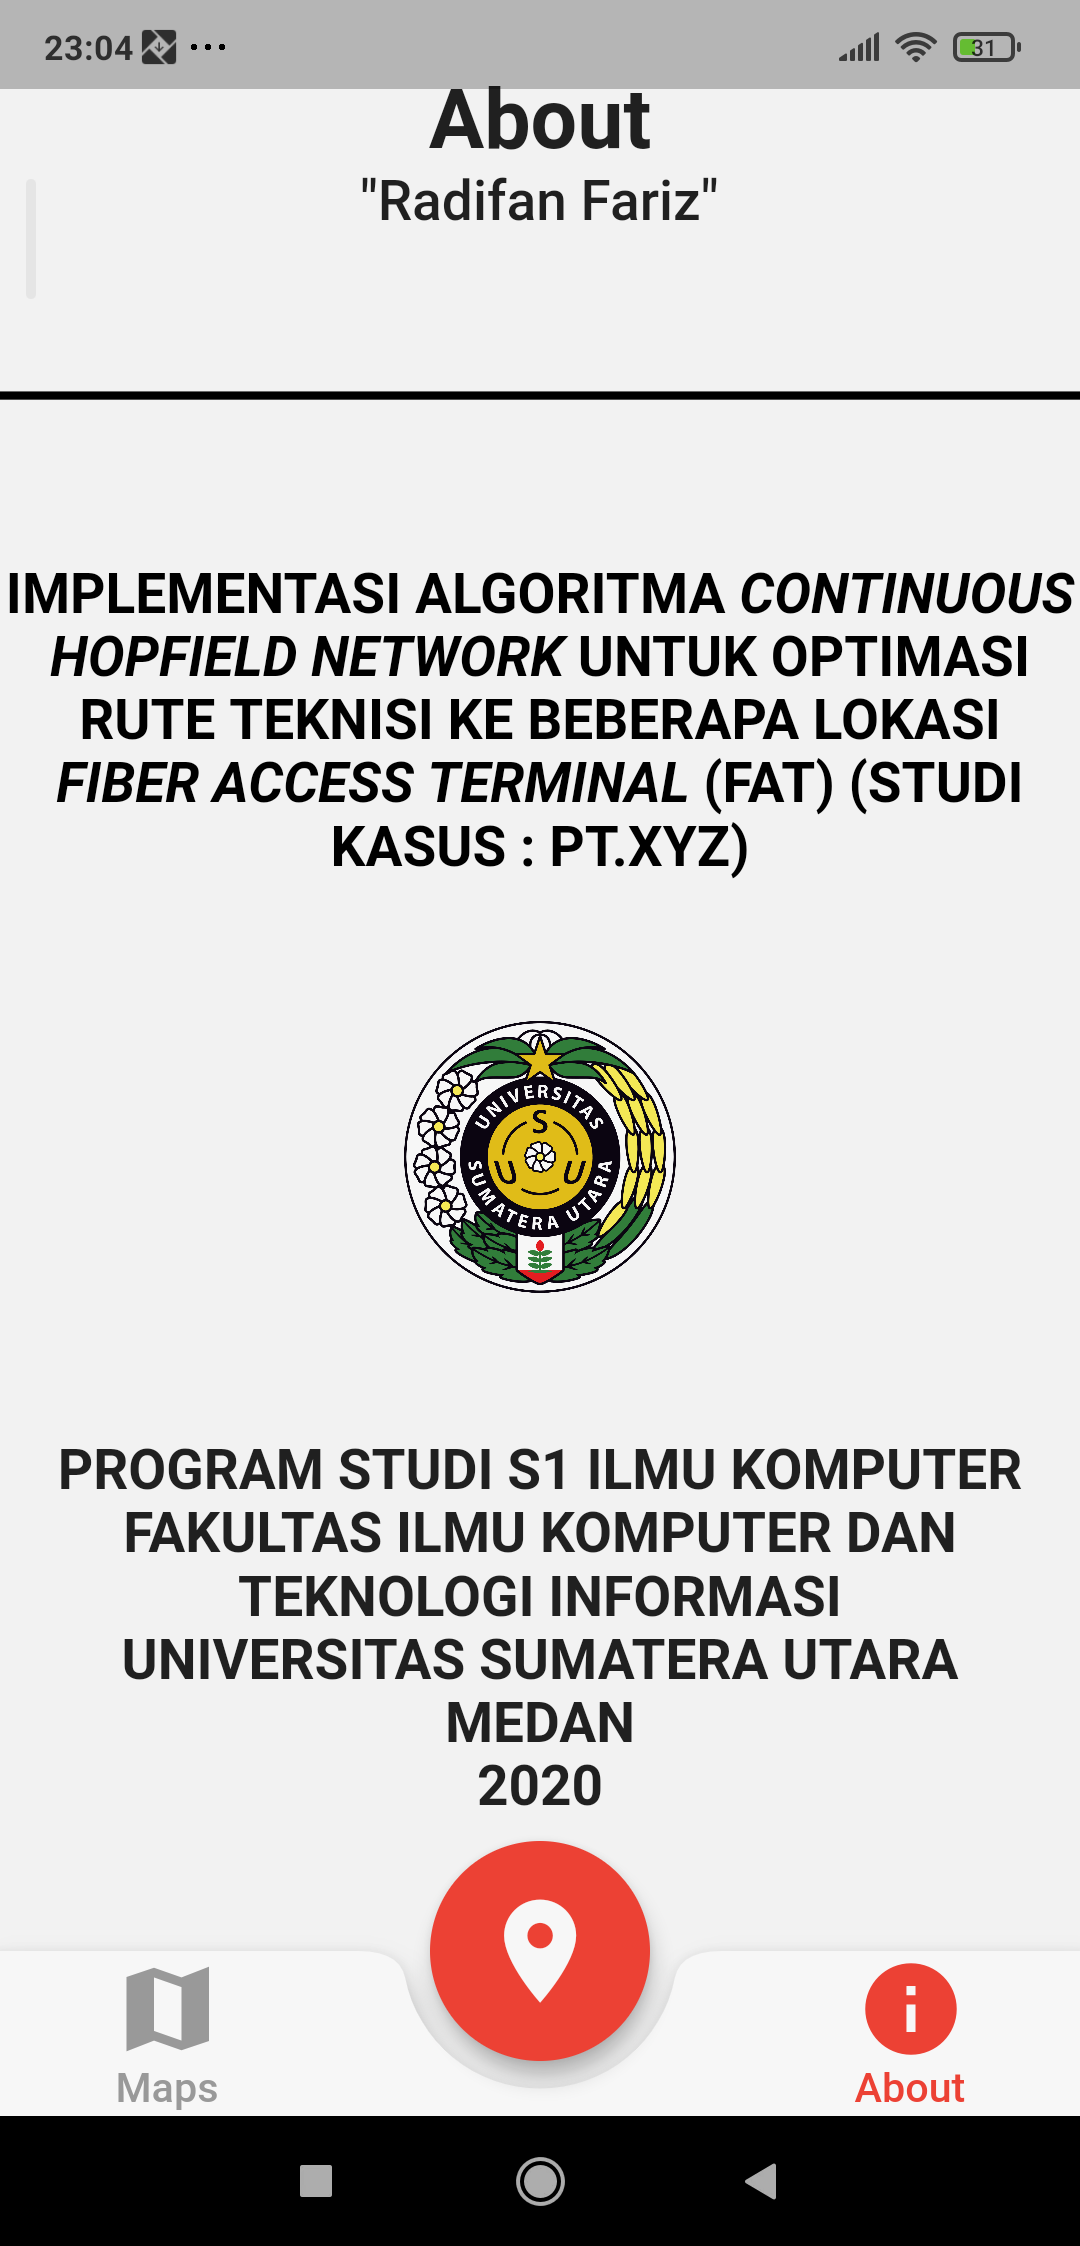 23:04
31
About
"Radifan Fariz"
IMPLEMENTASI ALGORITMA CONTINUOUS
HOPFIELD NETWORK UNTUK OPTIMASI
RUTE TEKNISI KE BEBERAPA LOKASI
FIBER ACCESS TERMINAL (FAT) (STUDI
KASUS : PT.XYZ)
UNIVERSITAS
S
U U
SUMATERA UTARA
PROGRAM STUDI S1 ILMU KOMPUTER
FAKULTAS ILMU KOMPUTER DAN
TEKNOLOGI INFORMASI
UNIVERSITAS SUMATERA UTARA
MEDAN
2020
Maps
About